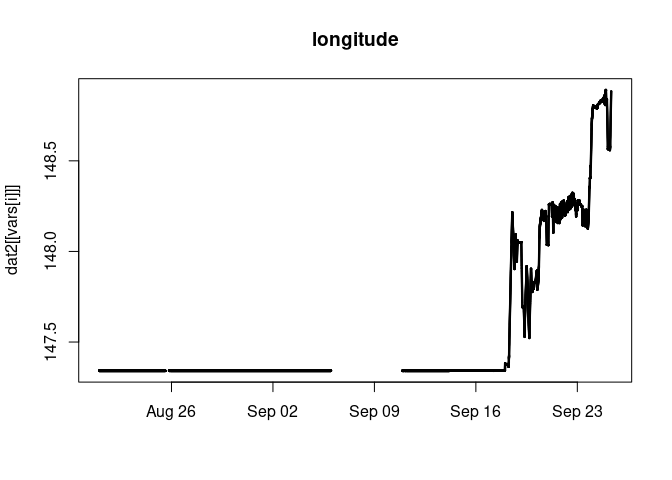 longitude
dat2[[vars[i]]]
148.5
148.0
147.5
Aug 26
Sep 02
Sep 09
Sep 16
Sep 23